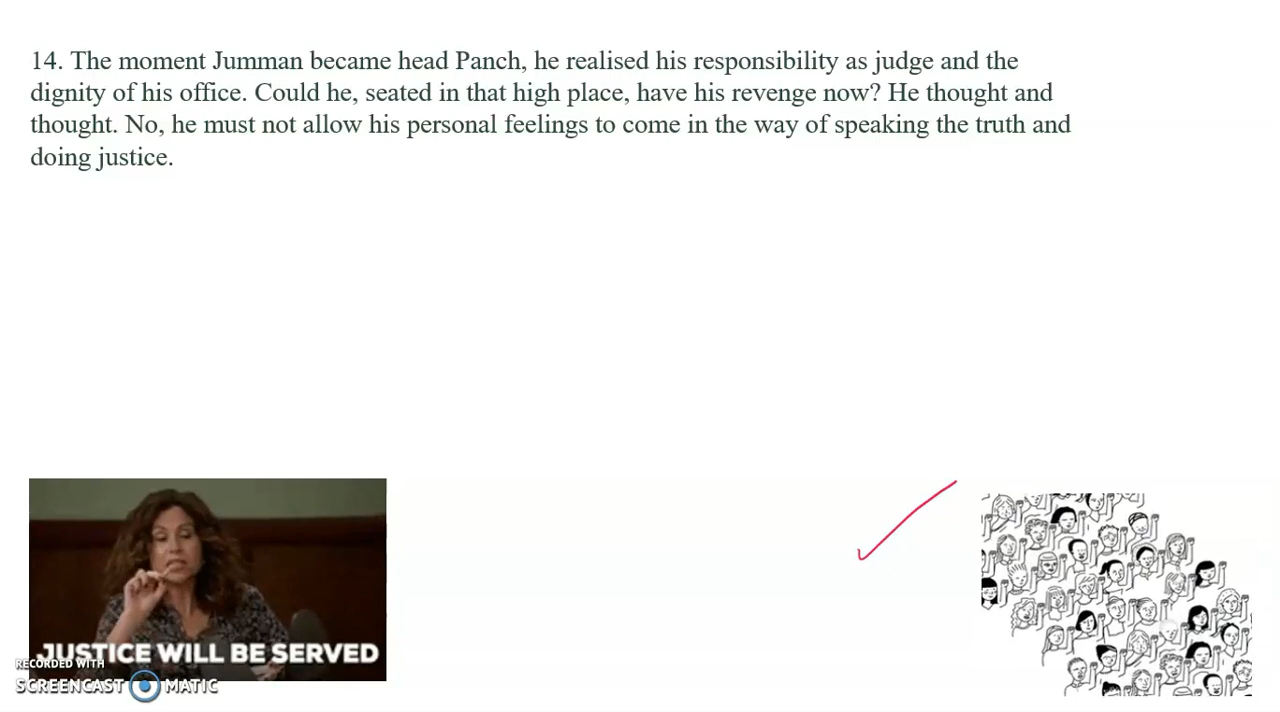 14. The moment Jumman became head Panch, he realised his responsibility as judge and the
dignity of his office. Could he, seated in that high place, have his revenge now? He thought and
thought. No, he must not allow his personal feelings to come in the way of speaking the truth and
doing justice.
JUSTICE WILL BE SERVED
RECORDED WITH
SCREENCAST MATIC